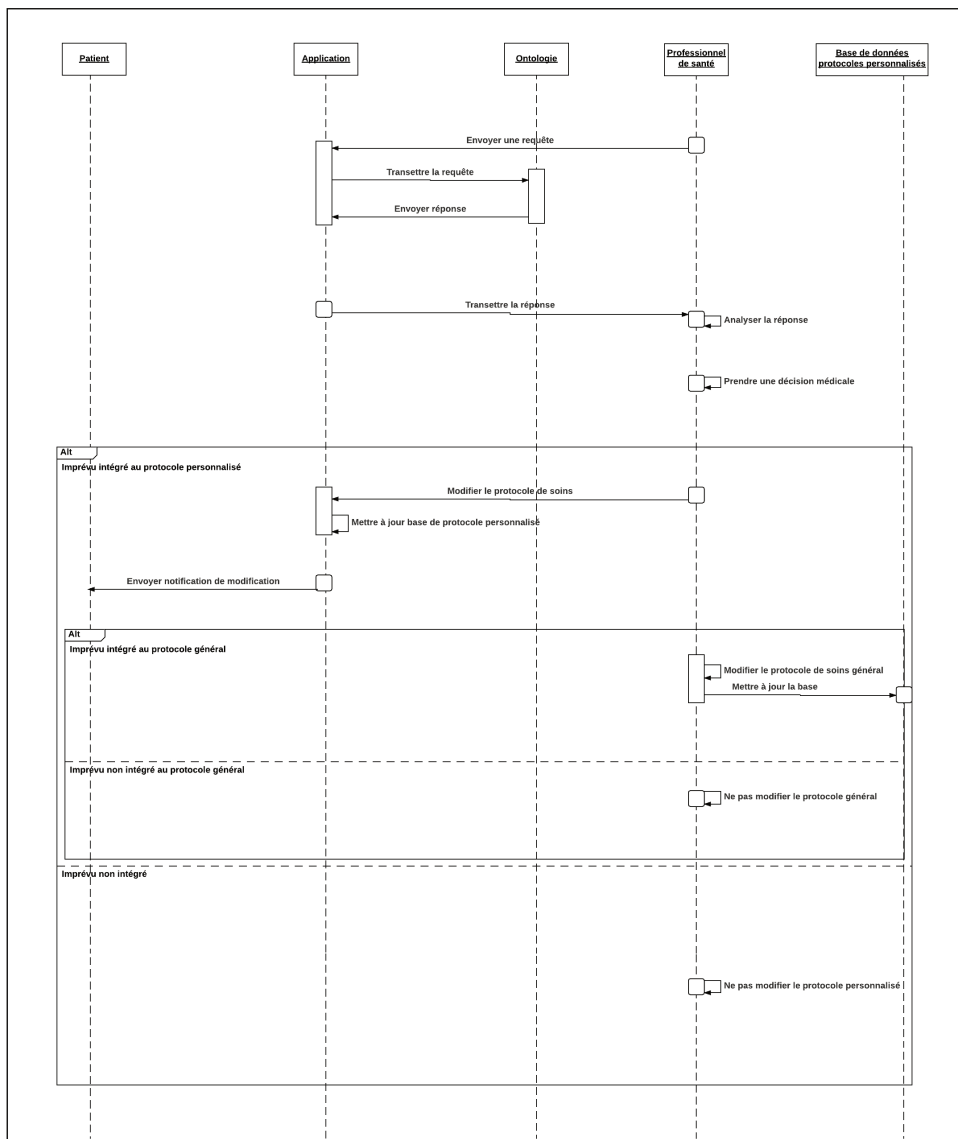 Patient
Application
Ontologie
Professionnel
de santé
Base de données
protocoles personnalisés
Envoyer une requête
Transettre la requête
Envoyer réponse
Transettre la réponse
Analyser la réponse
Prendre une décision médicale
Alt
Imprévu intégré au protocole personnalisé
Modifier le protocole de soins
Mettre à jour base de protocole personnalisé
Envoyer notification de modification
Alt
Imprévu intégré au protocole général
Modifier le protocole de soins général
Mettre à jour la base
Imprévu non intégré au protocole général
Ne pas modifier le protocole général
Imprévu non intégré
Ne pas modifier le protocole personnalisé